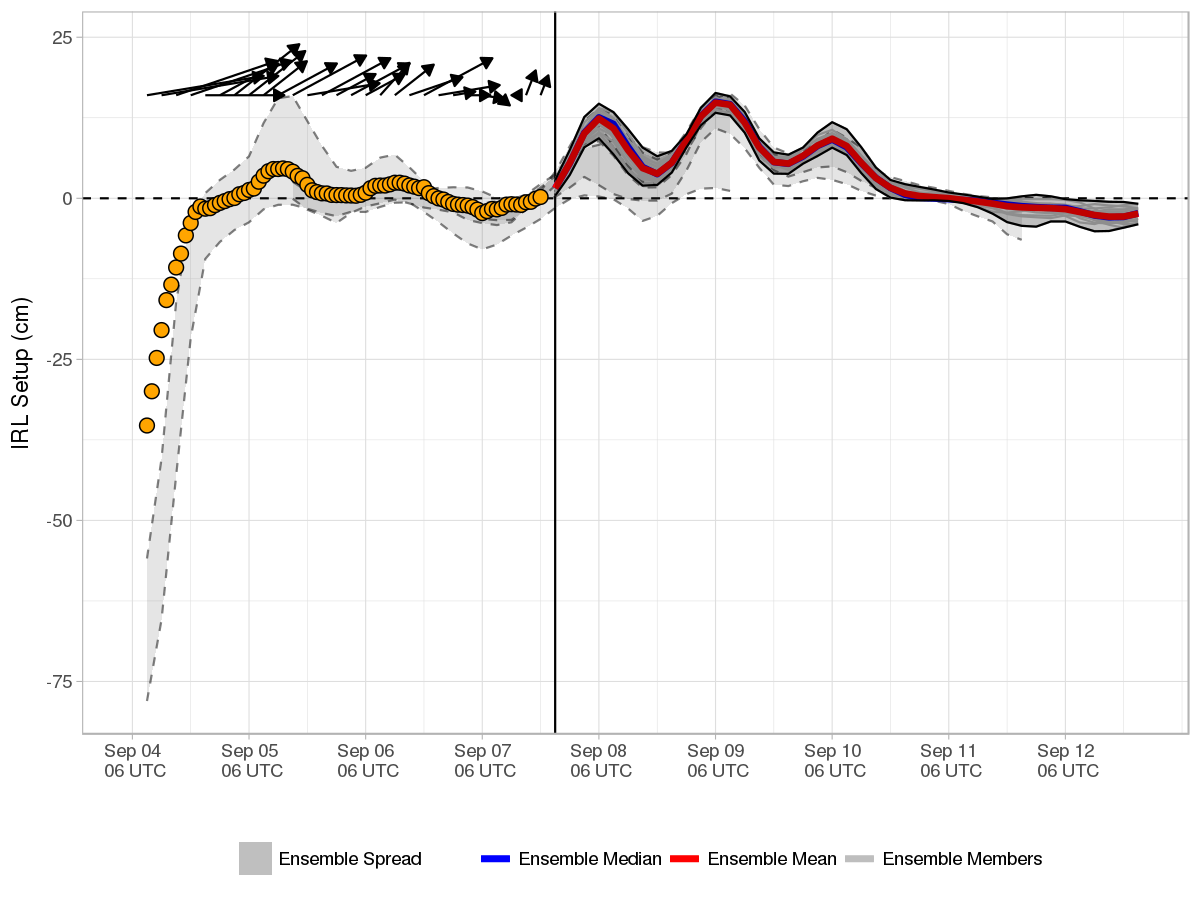 IRL Setup (cm)
25
0
-25
-50
-75
Sep 04 Sep 05 Sep 06 Sep 07 Sep 08 Sep 09 Sep 10 Sep 11 Sep 12
06 UTC 06 UTC 06 UTC 06 UTC 06 UTC 06 UTC 06 UTC 06 UTC 06 UTC
Ensemble Spread Ensemble Median Ensemble Mean Ensemble Members